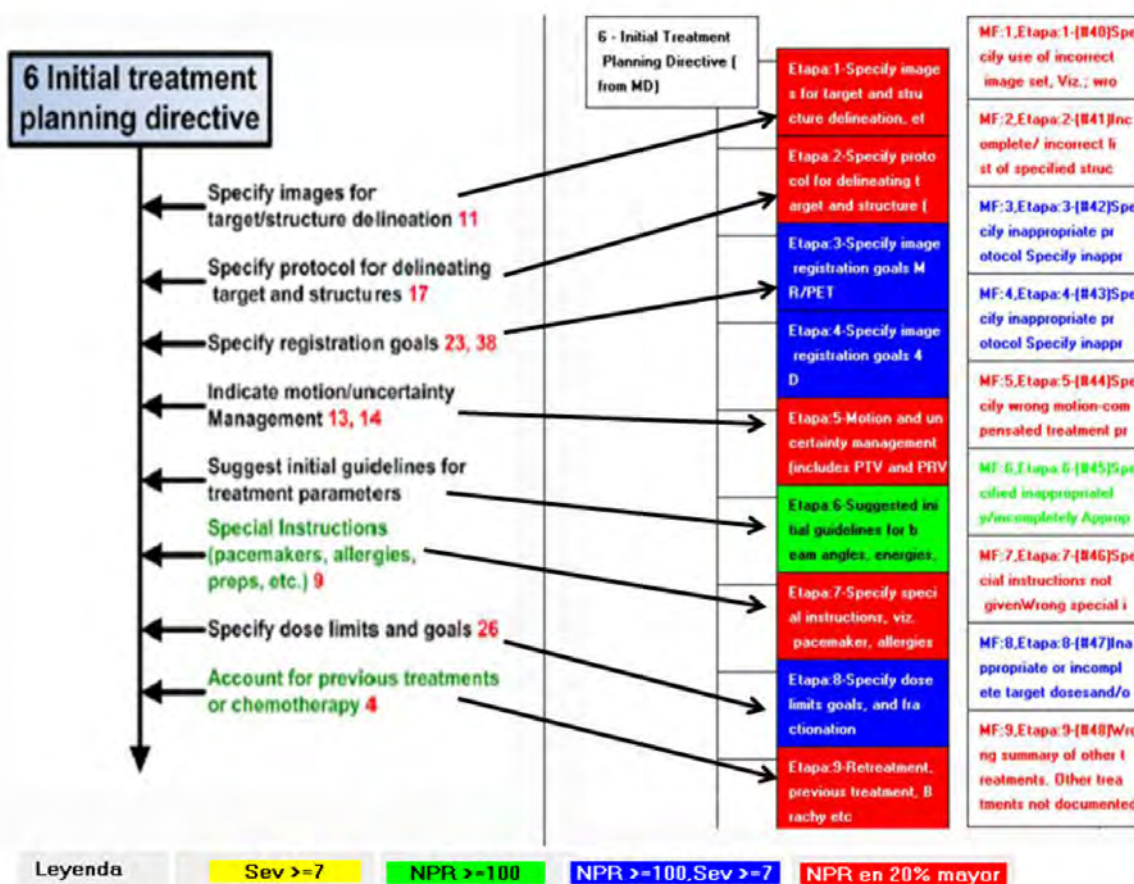 6 Initial treatment
planning directive
Specify images for
target/structure delineation 11
Specify protocol for delineating
target and structures 17
Specify registration goals 23, 38
Indicate motion/uncertainty
Management 13, 14
Suggest initial guidelines for
treatment parameters
Special Instructions
(pacemakers, allergies,
preps, etc.) 9
Specify dose limits and goals 26
Account for previous treatments
or chemotherapy 4
6 - Initial Treatment
Planning Directive (
from MD)
Etapa:1-Specify image
s for target and stru
cture delineation, et
Etapa:2-Specify proto
col for delineating t
arget and structure (
Etapa:3-Specify image
registration goals M
R/PET
Etapa:4-Specify image
registration goals 4
D
Etapa:5-Motion and un
certainty management
(includes PTV and PRV
Etapa:6-Suggested ini
tial guidelines for b
eam angles, energies,
Etapa:7-Specify speci
al instructions, viz.
pacemaker, allergies
Etapa:8-Specify dose
limits goals, and fra
ctionation
Etapa:9-Retreatment,
previous treatment, B
rachy etc
MF:1,Etapa:1-(#40)Spe
cify use of incorrect
image set, Viz.; wro
MF:2,Etapa:2-(#41)Inc
omplete/ incorrect li
st of specified struc
MF:3,Etapa:3-(#42)Spe
cify inappropriate pr
otocol Specify inappr
MF:4,Etapa:4-(#43)Spe
cify inappropriate pr
otocol Specify inappr
MF:5,Etapa:5-(#44)Spe
cify wrong motion-com
pensated treatment pr
MF:6,Etapa:6-(#45)Spe
cified inappropriatel
y/incompletely Approp
MF:7,Etapa:7-(#46)Spe
cial instructions not
givenWrong special i
MF:8,Etapa:8-(#47)Ina
ppropriate or incompl
ete target dosesand/o
MF:9,Etapa:9-(#48)Wro
ng summary of other t
reatments. Other trea
tments not documented
Leyenda
Sev >=7
NPR >=100
NPR >=100,Sev >=7
NPR en 20% mayor